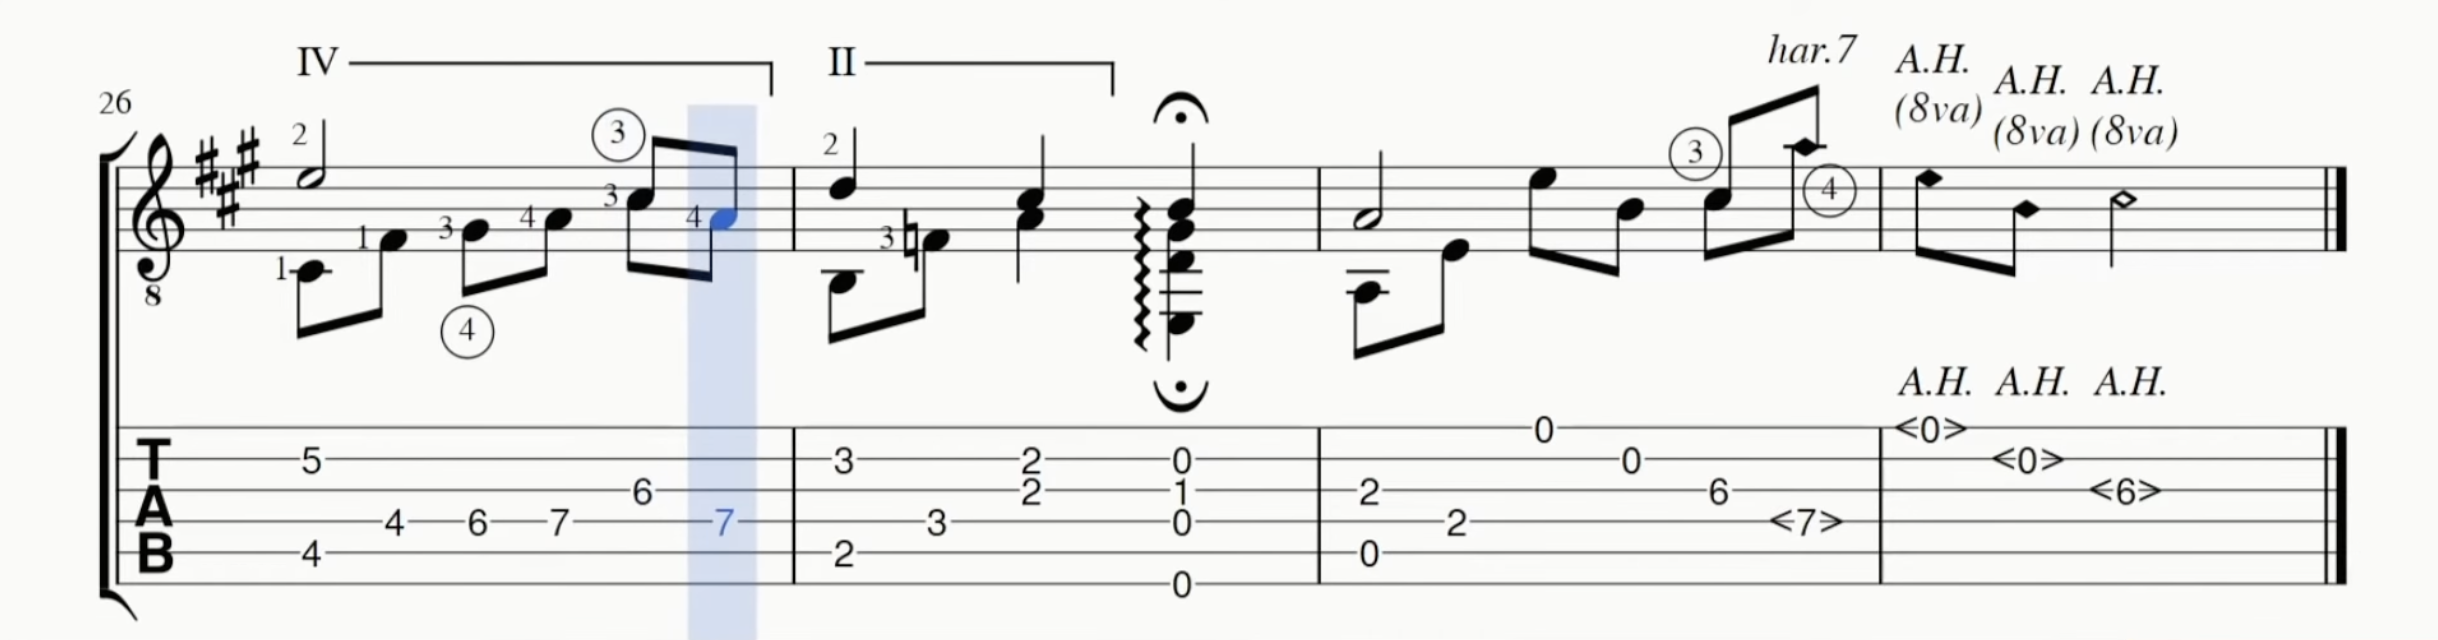 IV II har.7 A.H. A.H. A.H.
(8va) (8va) (8va)
26 2 3 2 3
1 1 3 4 3 4 3 4
8 4
A.H. A.H. A.H.
0 <0>
T 5 3 2 0 0 <0>
A 6 2 1 2 6 <6>
4 6 7 7 3 0 2 <7>
B 4 2 0
0